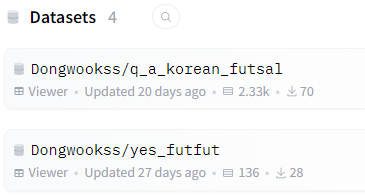 Datasets 4
Dongwookss/q_a_korean_futsal
Viewer • Updated 20 days ago • 2.33k • 70
Dongwookss/yes_futfut
Viewer • Updated 27 days ago • 136 • 28